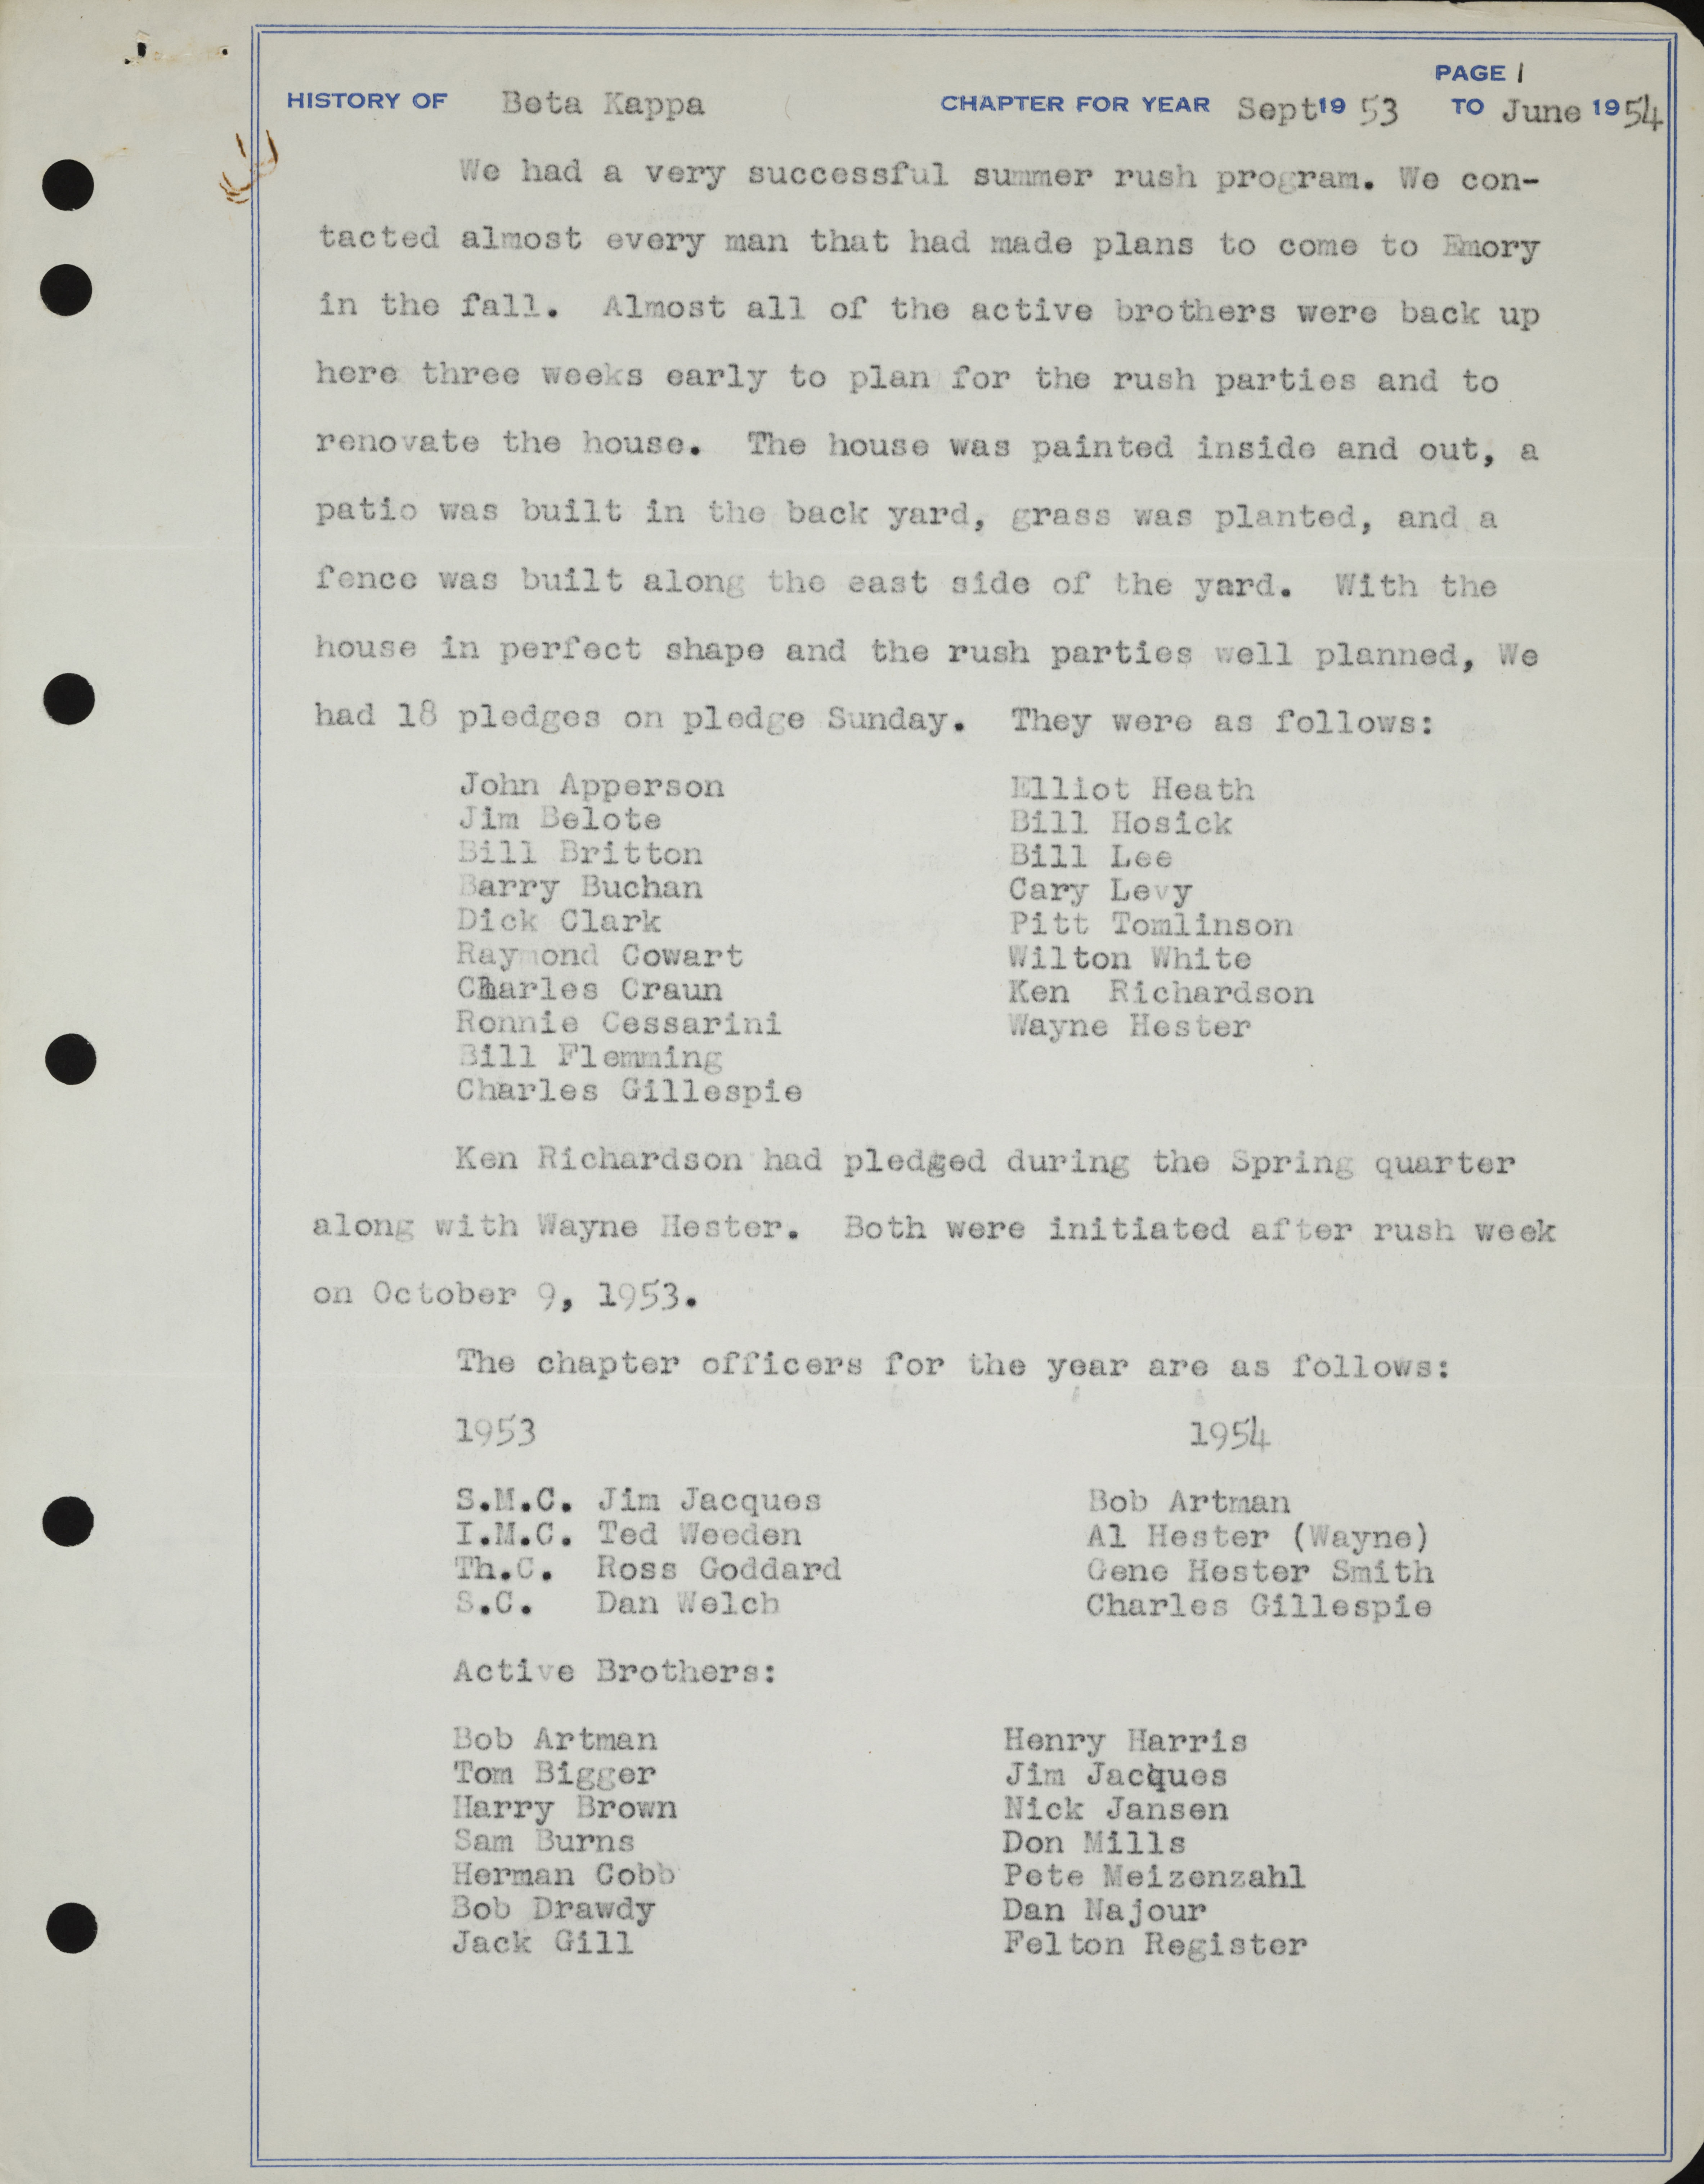 PAGE 1
HISTORY OF Beta Kappa CHAPTER FOR YEAR Sept 19 53 TO June 19 54
We had a very successful summer rush program. We con-
tacted almost every man that had made plans to come to Emory
in the fall. Almost all of the active brothers were back up
here three weeks early to plan for the rush parties and to
renovate the house. The house was painted inside and out, a
patio was built in the back yard, grass was planted, and a
fence was built along the east side of the yard. With the
house in perfect shape and the rush parties well planned, We
had 18 pledges on pledge Sunday. They were as follows:
John Apperson
Jim Belote
Bill Britton
Barry Buchan
Dick Clark
Raymond Cowart
Charles Craun
Ronnie Cessarini
Bill Flemming
Charles Gillespie
Elliot Heath
Bill Hosick
Bill Lee
Cary Levy
Pitt Tomlinson
Wilton White
Ken Richardson
Wayne Hester
Ken Richardson had pledged during the Spring quarter
along with Wayne Hester. Both were initiated after rush week
on October 9, 1953.
The chapter officers for the year are as follows:
1953 1954
S.M.C. Jim Jacques Bob Artman
I.M.C. Ted Weeden Al Hester (Wayne)
Th.C. Ross Goddard Gene Hester Smith
S.C. Dan Welch Charles Gillespie
Active Brothers:
Bob Artman
Tom Bigger
Harry Brown
Sam Burns
Herman Cobb
Bob Drawdy
Jack Gill
Henry Harris
Jim Jacques
Nick Jansen
Don Mills
Pete Meizenzahl
Dan Najour
Felton Register